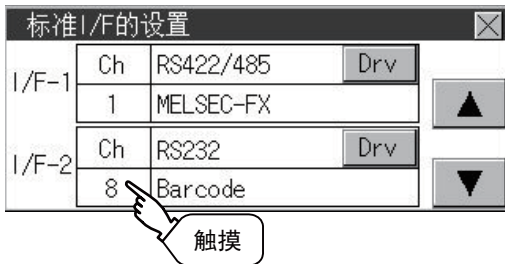 标准I/F的设置
I/F-1 Ch RS422/485 Drv
1 MELSEC-FX
I/F-2 Ch RS232 Drv
8 Barcode
触摸